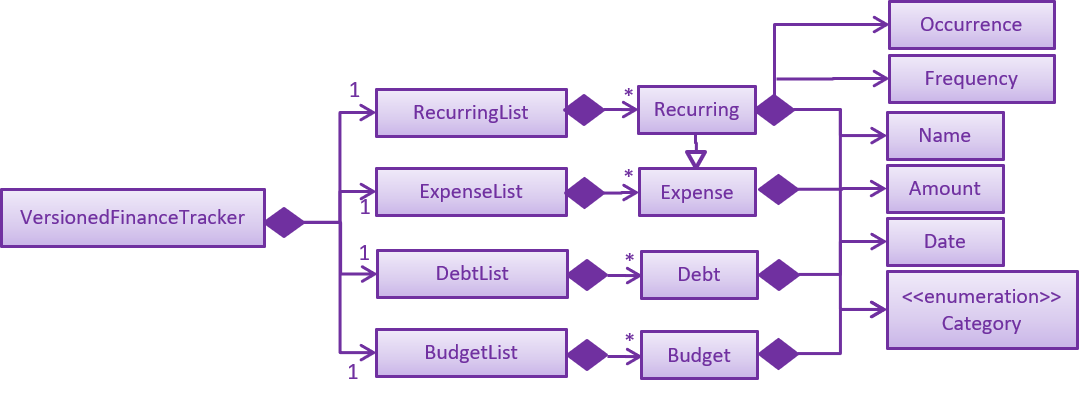 VersionedFinanceTracker
1
RecurringList
*
Recurring
Occurrence
Frequency
1
ExpenseList
*
Expense
Name
Amount
1
DebtList
*
Debt
Date
1
BudgetList
*
Budget
<<enumeration>>
Category